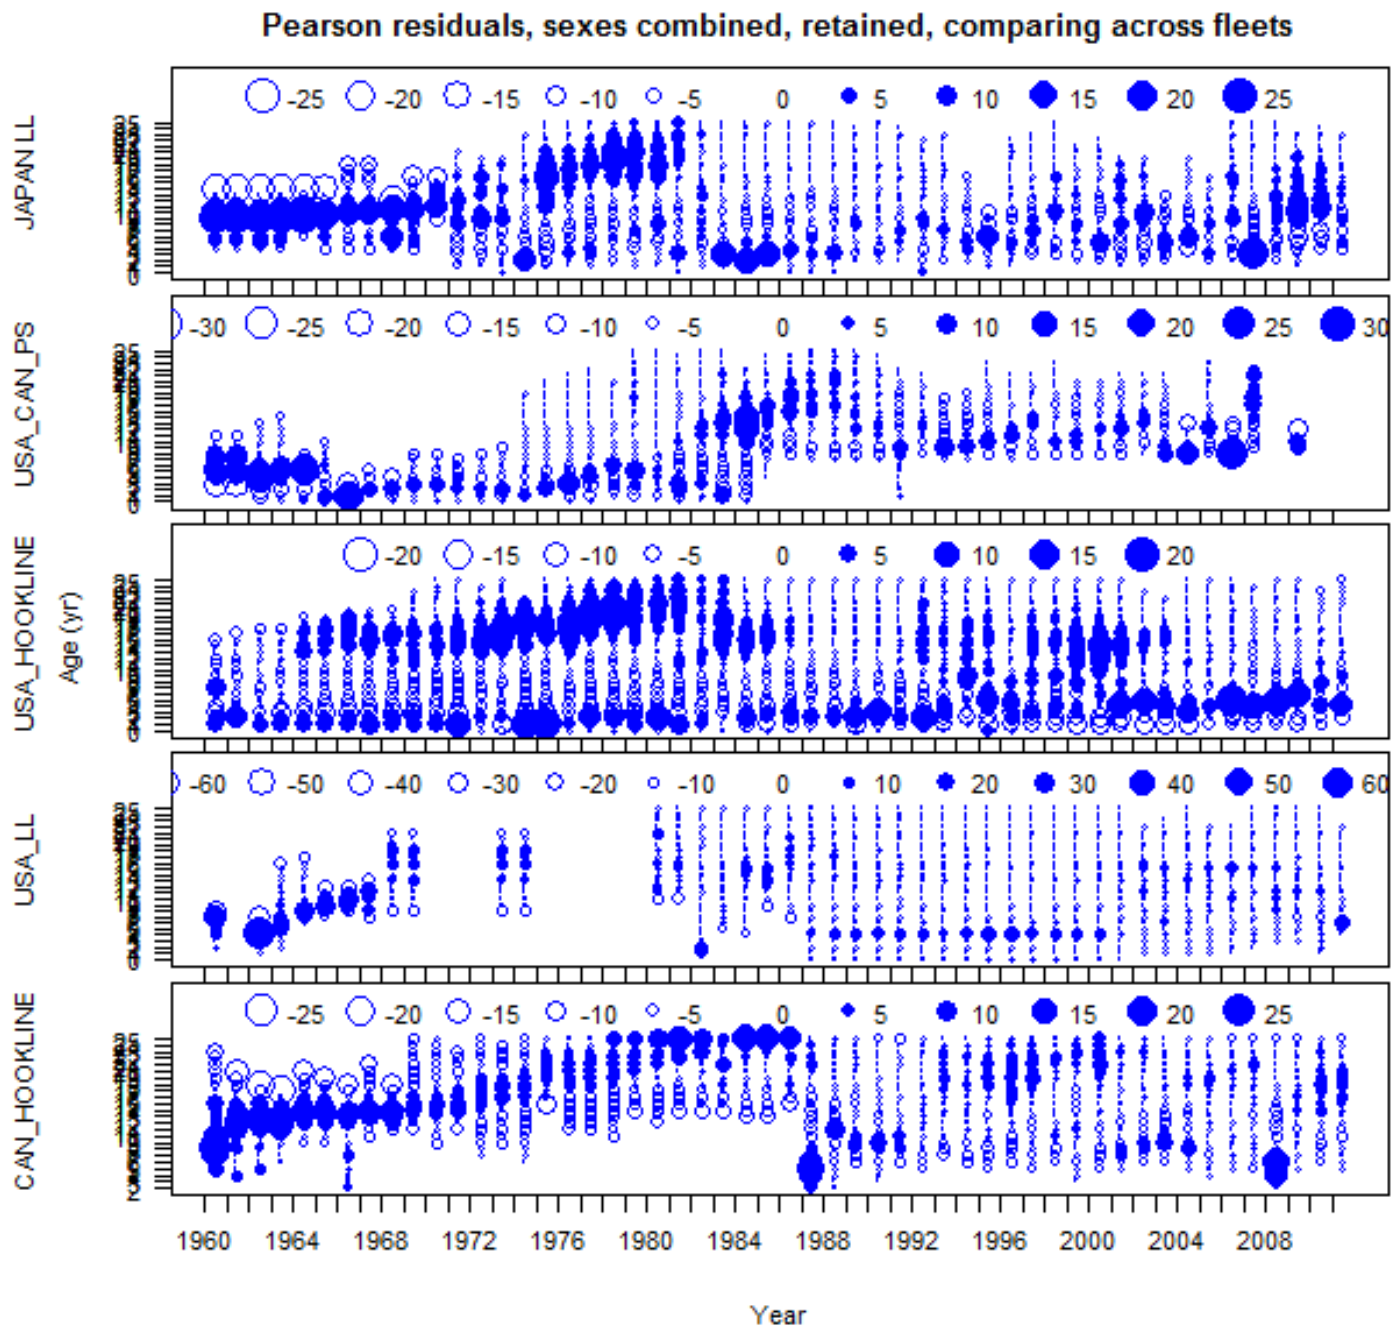 Pearson residuals, sexes combined, retained, comparing across fleets
JAPAN LL
-25 -20 -15 -10 -5 0 5 10 15 20 25
USA_CAN_PS
-30 -25 -20 -15 -10 -5 0 5 10 15 20 25 30
USA_HOOKLINE
Age (yr)
-20 -15 -10 -5 0 5 10 15 20
USA_LL
-60 -50 -40 -30 -20 -10 0 10 20 30 40 50 60
CAN_HOOKLINE
-25 -20 -15 -10 -5 0 5 10 15 20 25
1960 1964 1968 1972 1976 1980 1984 1988 1992 1996 2000 2004 2008
Year